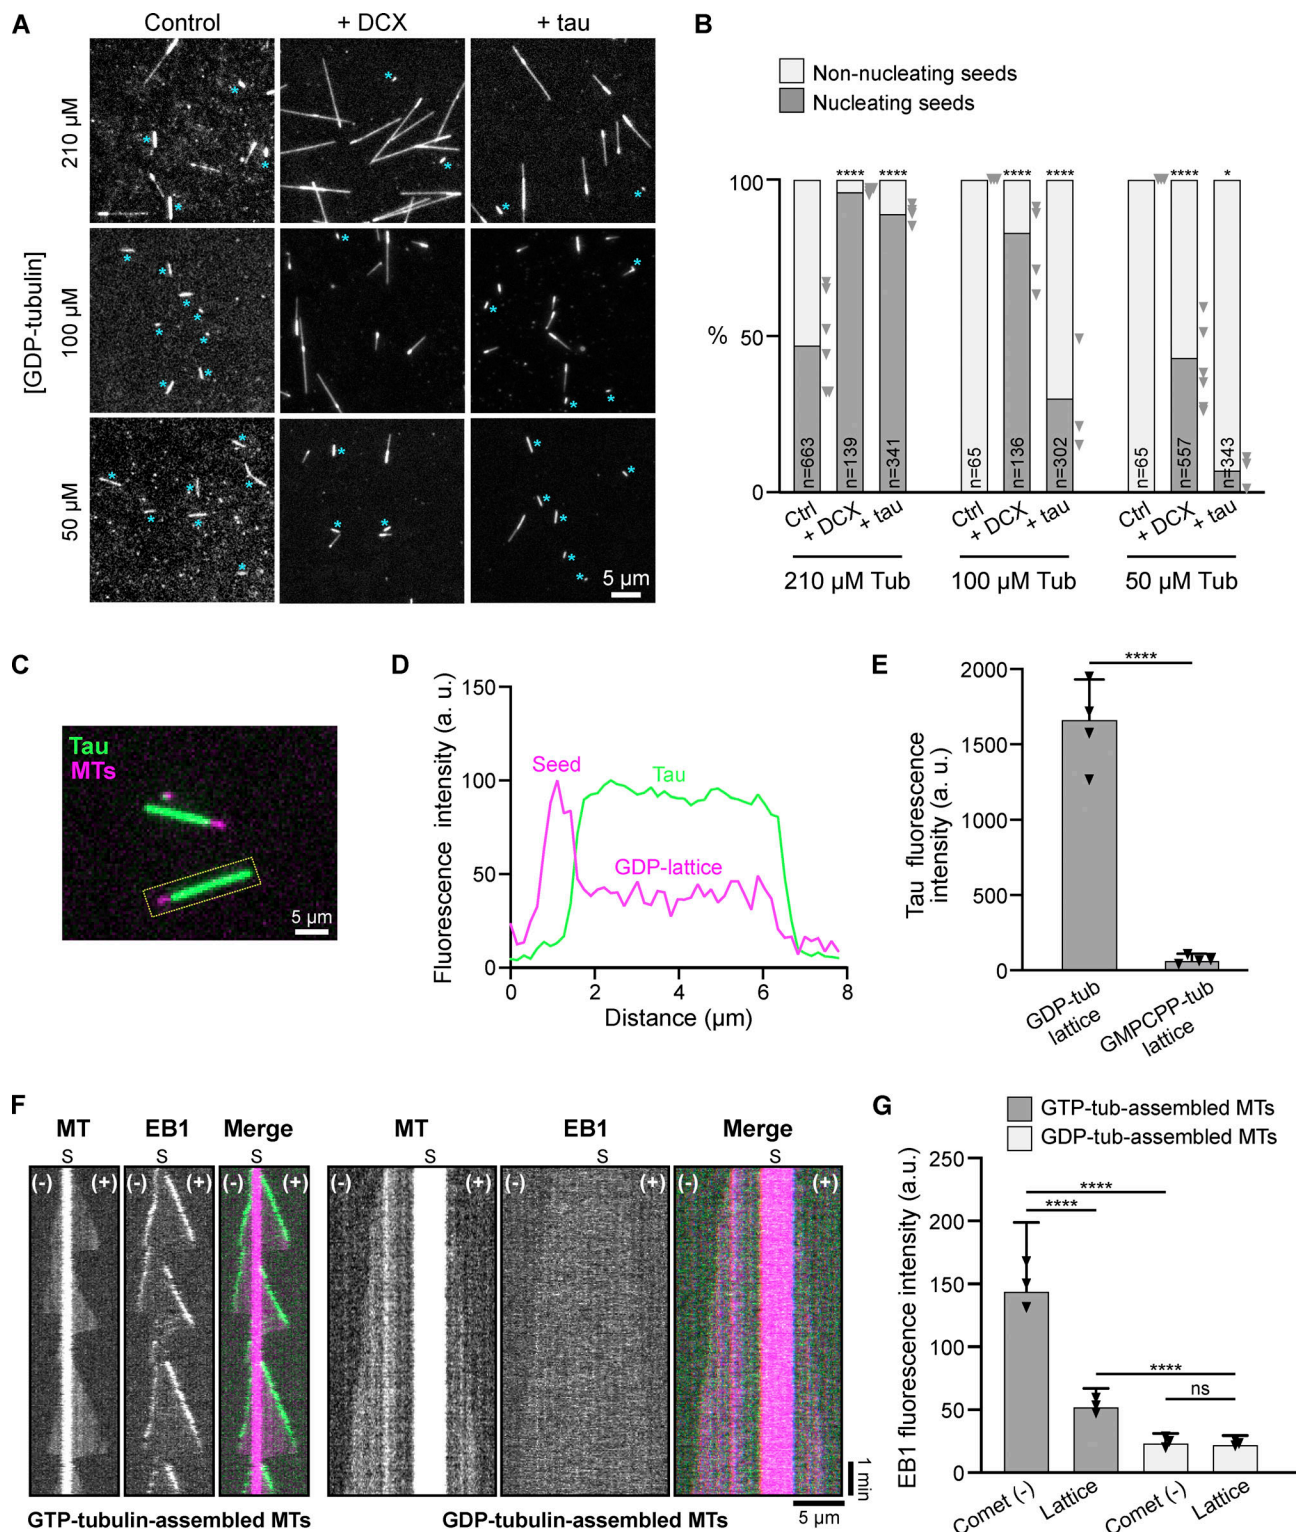 A
Control
+ DCX
+ tau
[GDP-tubulin]
210 µM
100 µM
50 µM
* * * * * *
* * *
* * * * * * * *
*
* * * *
* * * * * * *
* * *
* * * * * *
5 µm
B
Non-nucleating seeds
Nucleating seeds
%
100
50
0
**** ****
**** ****
**** *
n=663
n=139
n=341
n=65
n=136
n=302
n=65
n=557
n=343
Ctrl
+ DCX
+ tau
Ctrl
+ DCX
+ tau
Ctrl
+ DCX
+ tau
210 µM Tub
100 µM Tub
50 µM Tub
C
Tau
MTs
5 µm
D
Fluorescence intensity (a. u.)
150
100
50
0
Seed
Tau
GDP-lattice
0 2 4 6 8
Distance (µm)
E
Tau fluorescence
intensity (a. u.)
2000
1500
1000
500
0
****
GDP-tub
lattice
GMPCPP-tub
lattice
F
MT EB1 Merge
S S S
(-) (+) (-) (+) (-) (+)
GTP-tubulin-assembled MTs
MT EB1 Merge
S S S
(-) (+) (-) (+) (-) (+)
GDP-tubulin-assembled MTs
1 min
5 µm
G
GTP-tub-assembled MTs
GDP-tub-assembled MTs
EB1 fluorescence intensity (a.u.)
250
200
150
100
50
0
****
****
****
ns
Comet (-)
Lattice
Comet (-)
Lattice